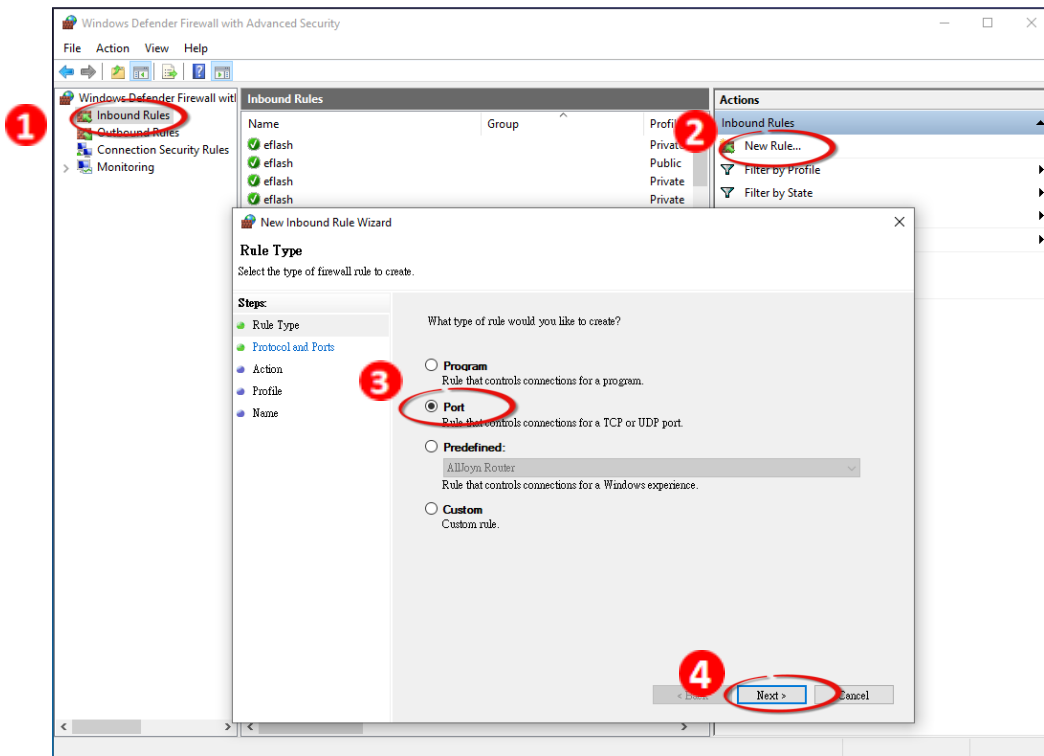 Windows Defender Firewall with Advanced Security
File Action View Help
Windows Defender Firewall witl
Inbound Rules
Outbound Rules
Connection Security Rules
Monitoring
1
Inbound Rules
Name Group Profil
eflash Private
eflash Public
eflash Private
eflash Private
Actions
Inbound Rules
2
New Rule...
Filter by Profile
Filter by State
New Inbound Rule Wizard
Rule Type
Select the type of firewall rule to create.
Steps:
Rule Type
Protocol and Ports
Action
Profile
Name
What type of rule would you like to create?
Program
Rule that controls connections for a program.
3
Port
Rule that controls connections for a TCP or UDP port.
Predefined:
AllJoyn Router
Rule that controls connections for a Windows experience.
Custom
Custom rule.
4
Next >
Cancel